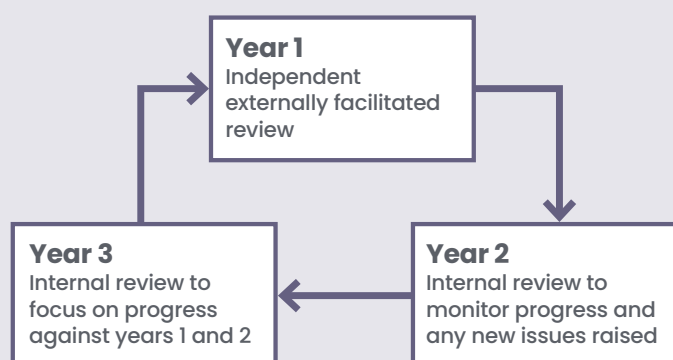 Year 1
Independent
externally facilitated
review
Year 2
Internal review to
monitor progress and
any new issues raised
Year 3
Internal review to
focus on progress
against years 1 and 2